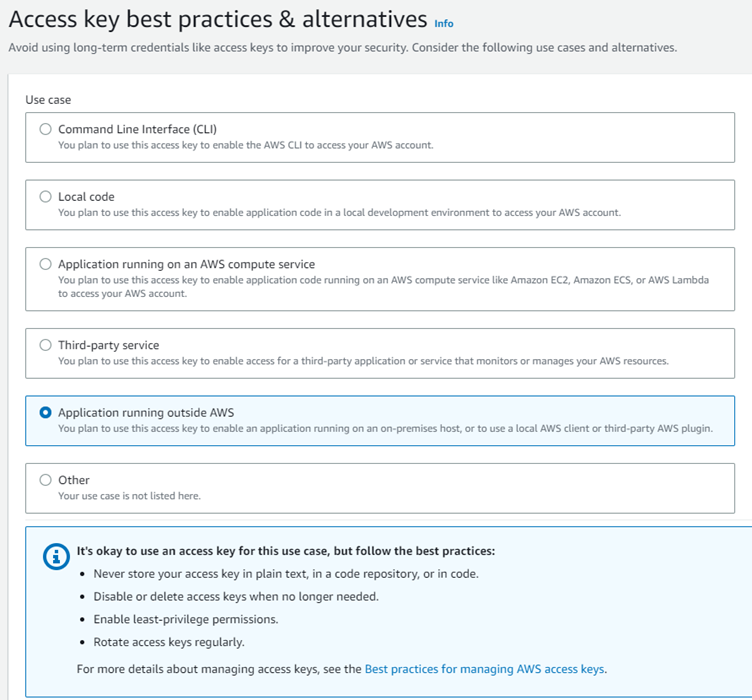 Access key best practices & alternatives Info
Avoid using long-term credentials like access keys to improve your security. Consider the following use cases and alternatives.
Use case
Command Line Interface (CLI)
You plan to use this access key to enable the AWS CLI to access your AWS account.
Local code
You plan to use this access key to enable application code in a local development environment to access your AWS account.
Application running on an AWS compute service
You plan to use this access key to enable application code running on an AWS compute service like Amazon EC2, Amazon ECS, or AWS Lambda
to access your AWS account.
Third-party service
You plan to use this access key to enable access for a third-party application or service that monitors or manages your AWS resources.
Application running outside AWS
You plan to use this access key to enable an application running on an on-premises host, or to use a local AWS client or third-party AWS plugin.
Other
Your use case is not listed here.
It's okay to use an access key for this use case, but follow the best practices:
• Never store your access key in plain text, in a code repository, or in code.
• Disable or delete access keys when no longer needed.
• Enable least-privilege permissions.
• Rotate access keys regularly.
For more details about managing access keys, see the Best practices for managing AWS access keys.